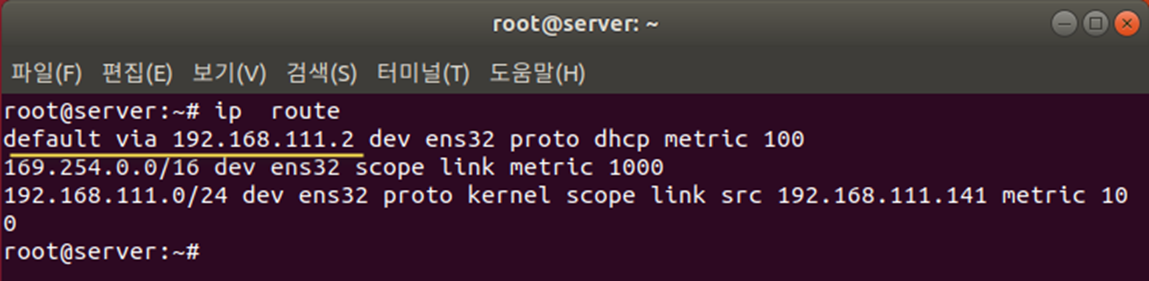 root@server: ~
파일(F) 편집(E) 보기(V) 검색(S) 터미널(T) 도움말(H)
root@server:~# ip  route
default via 192.168.111.2 dev ens32 proto dhcp metric 100
169.254.0.0/16 dev ens32 scope link metric 1000
192.168.111.0/24 dev ens32 proto kernel scope link src 192.168.111.141 metric 10
0
root@server:~#